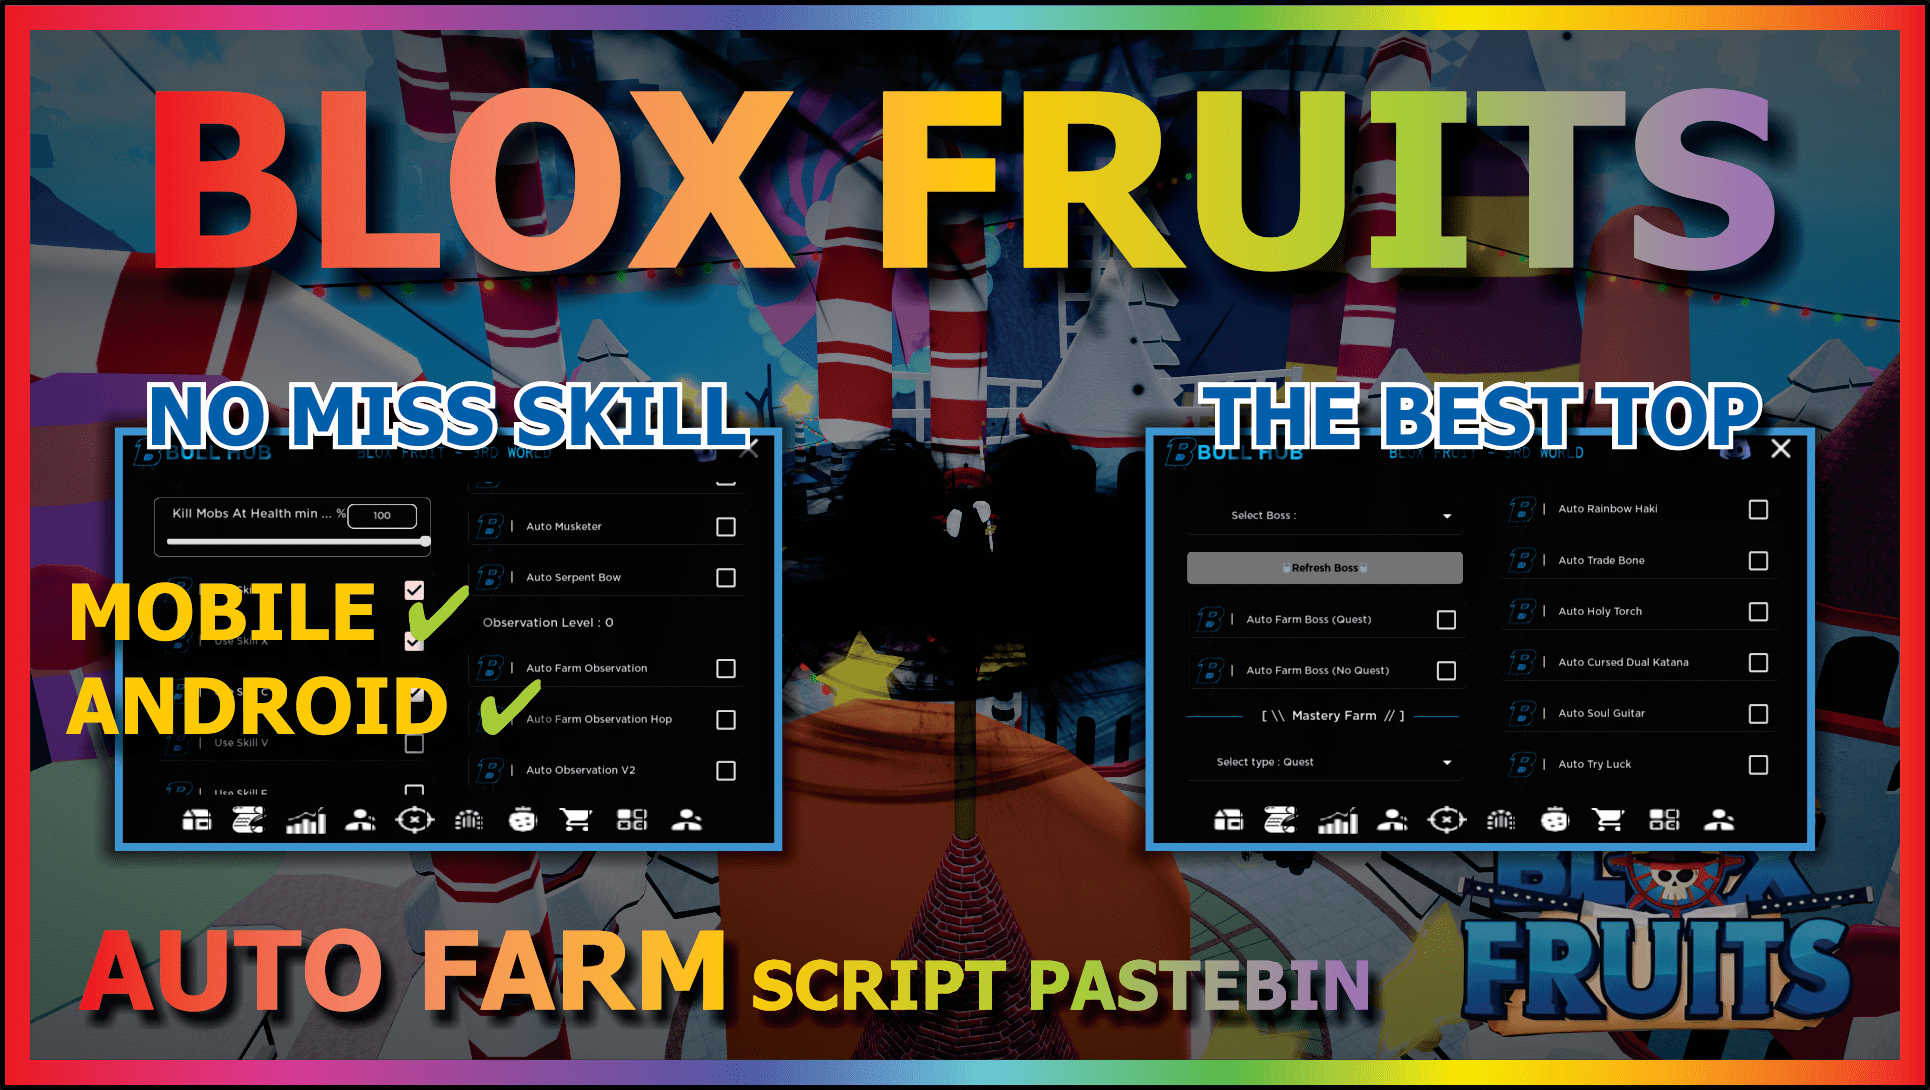 BLOX FRUITS
NO MISS SKILL
THE BEST TOP
BULL HUB
BLOX FRUIT - 3RD WORLD
Kill Mobs At Health min ... %
100
MOBILE
Use Skill X
ANDROID
Use Skill V
Use Skill F
Auto Musketer
Auto Serpent Bow
Observation Level : 0
Auto Farm Observation
Auto Farm Observation Hop
Auto Observation V2
BULL HUB
BLOX FRUIT - 3RD WORLD
Select Boss :
Refresh Boss
Auto Farm Boss (Quest)
Auto Farm Boss (No Quest)
[ \\ Mastery Farm // ]
Select type : Quest
Auto Rainbow Haki
Auto Trade Bone
Auto Holy Torch
Auto Cursed Dual Katana
Auto Soul Guitar
Auto Try Luck
AUTO FARM SCRIPT PASTEBIN
BLOX
FRUITS